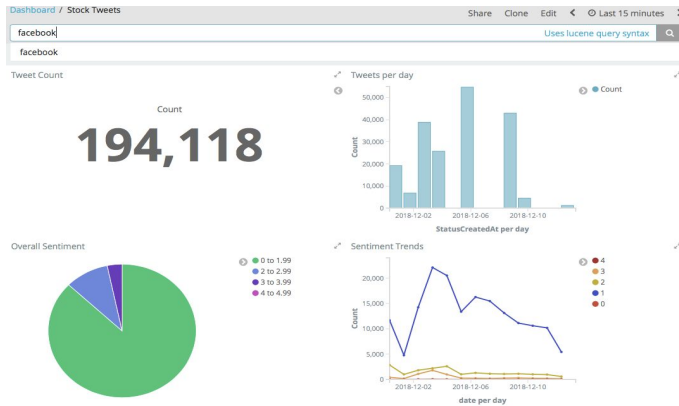 Dashboard / Stock Tweets
Share Clone Edit Last 15 minutes
facebook Uses lucene query syntax
facebook
Tweet Count
Count
194,118
Tweets per day
50,000
40,000
30,000
20,000
10,000
0
Count
2018-12-02 2018-12-06 2018-12-10
StatusCreatedAt per day
Count
Overall Sentiment
0 to 1.99
2 to 2.99
3 to 3.99
4 to 4.99
Sentiment Trends
20,000
15,000
10,000
5,000
0
Count
2018-12-02 2018-12-06 2018-12-10
date per day
4
3
2
1
0